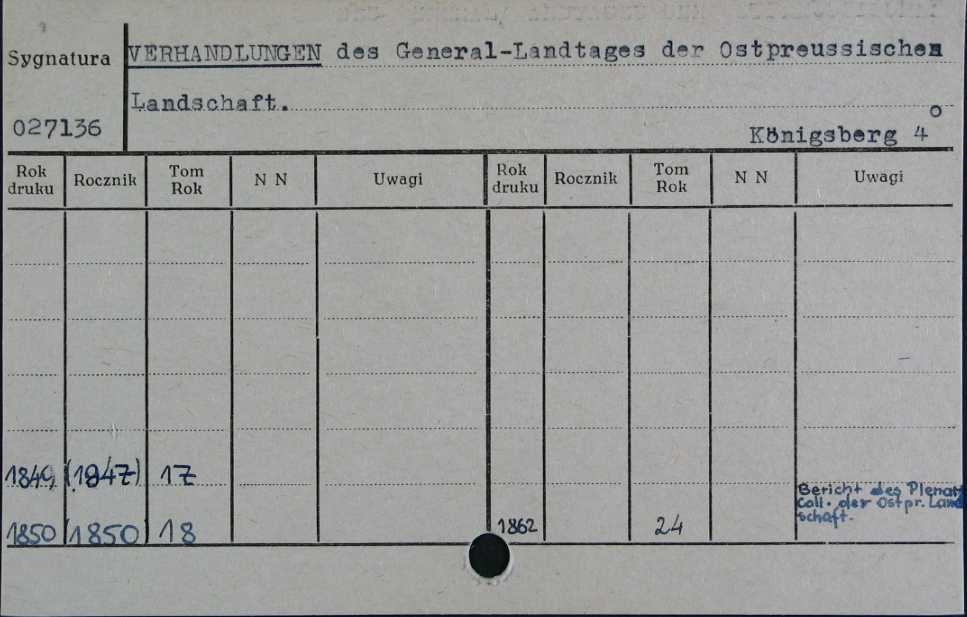 Sygnatura
027136
VERHANDLUNGEN des General-Landtages der Ostpreussischen
Landschaft.
Königsberg 4°
Rok druku Rocznik Tom Rok N N Uwagi Rok druku Rocznik Tom Rok N N Uwagi
1849 (1947) 17
1850 (1850) 18 1862 24
Bericht des Plenar
Coll. der Ostpr. Land
schaft.